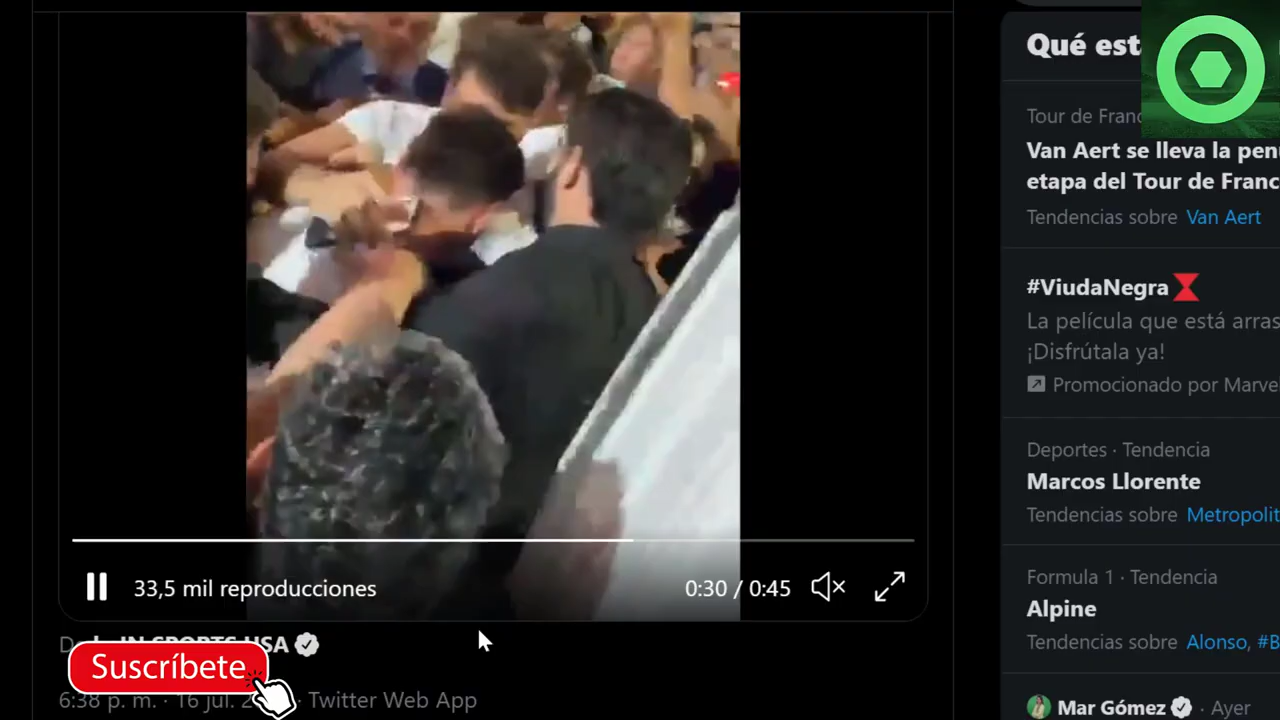 Qué est
Tour de Franc
Van Aert se lleva la pen
etapa del Tour de Franc
Tendencias sobre Van Aert
#ViudaNegra
La película que está arras
¡Disfrútala ya!
Promocionado por Marve
Deportes · Tendencia
Marcos Llorente
Tendencias sobre Metropolit
Formula 1 · Tendencia
Alpine
Tendencias sobre Alonso, #B
Mar Gómez · Ayer
33,5 mil reproducciones
0:30 / 0:45
IN SPORTS USA
Suscríbete
6:38 p. m. · 16 jul. · Twitter Web App